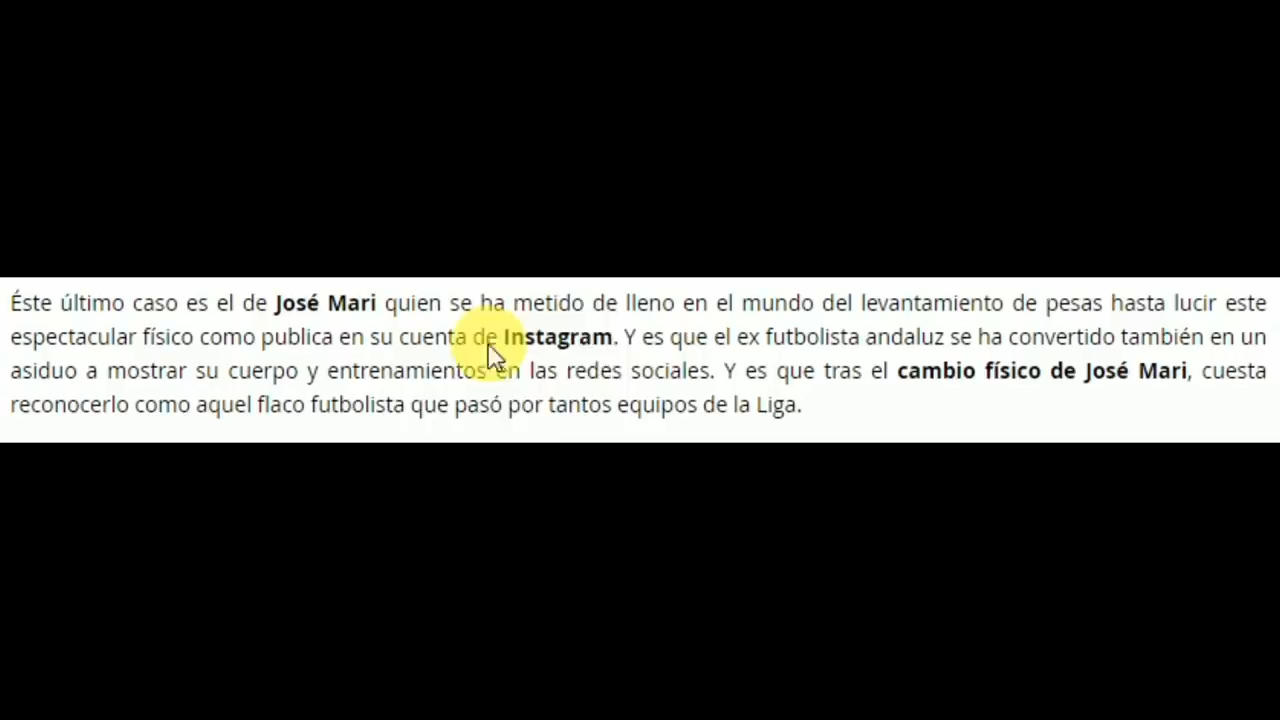 Éste último caso es el de José Mari quien se ha metido de lleno en el mundo del levantamiento de pesas hasta lucir este
espectacular físico como publica en su cuenta de Instagram. Y es que el ex futbolista andaluz se ha convertido también en un
asiduo a mostrar su cuerpo y entrenamientos en las redes sociales. Y es que tras el cambio físico de José Mari, cuesta
reconocerlo como aquel flaco futbolista que pasó por tantos equipos de la Liga.